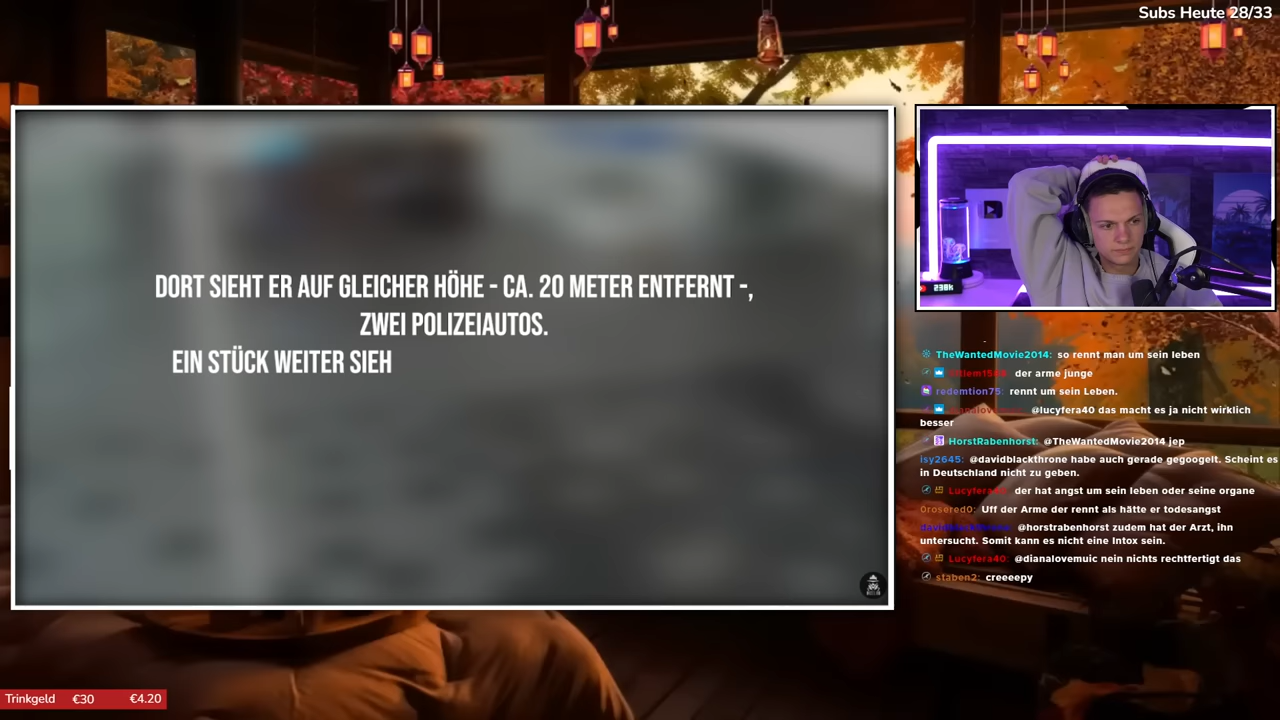 Subs Heute 28/33
DORT SIEHT ER AUF GLEICHER HÖHE - CA. 20 METER ENTFERNT -,
ZWEI POLIZEIAUTOS.
EIN STÜCK WEITER SIEH
238k
TheWantedMovie2014: so rennt man um sein leben
der arme junge
redemtion75: rennt um sein Leben.
@lucyfera40 das macht es ja nicht wirklich
besser
HorstRabenhorst: @TheWantedMovie2014 jep
isy2645: @davidblackthrone habe auch gerade gegoogelt. Scheint es
in Deutschland nicht zu geben.
Lucyfera40: der hat angst um sein leben oder seine organe
0rosered0: Uff der Arme der rennt als hätte er todesangst
@horstrabenhorst zudem hat der Arzt, ihn
untersucht. Somit kann es nicht eine Intox sein.
Lucyfera40: @dianalovemuic nein nichts rechtfertigt das
staben2: creeeepy
Trinkgeld €30 €4.20